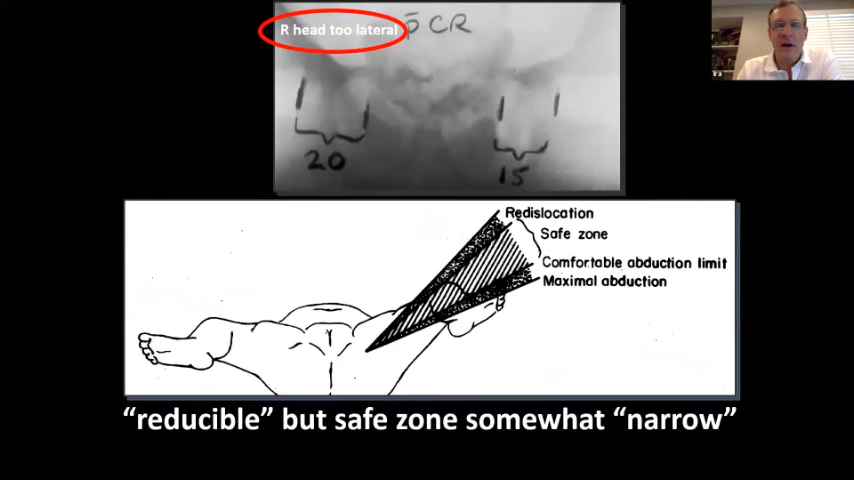 R head too lateral
p̄ CR
20
15
Redislocation
Safe zone
Comfortable abduction limit
Maximal abduction
“reducible” but safe zone somewhat “narrow”